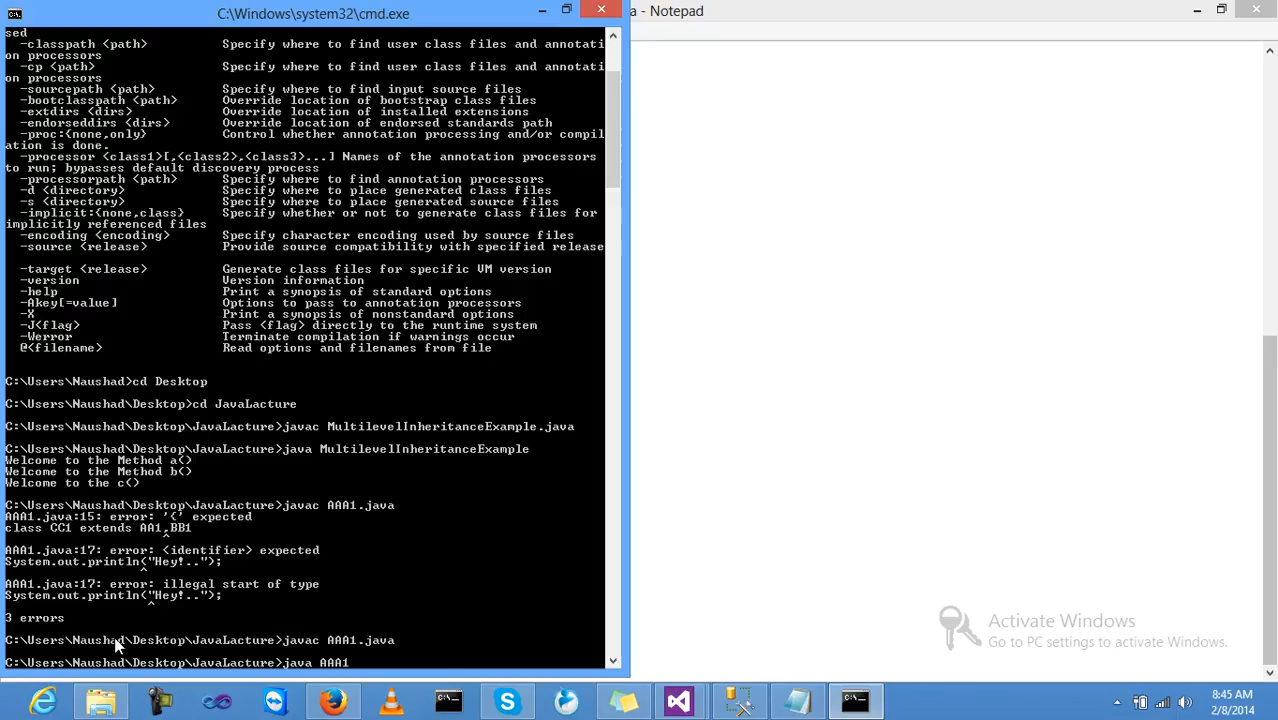 C:\Windows\system32\cmd.exe
a - Notepad
sed
-classpath <path> Specify where to find user class files and annotati
on processors
-cp <path> Specify where to find user class files and annotati
on processors
-sourcepath <path> Specify where to find input source files
-bootclasspath <path> Override location of bootstrap class files
-extdirs <dirs> Override location of installed extensions
-endorseddirs <dirs> Override location of endorsed standards path
-proc:{none,only} Control whether annotation processing and/or compil
ation is done.
-processor <class1>[,<class2>,<class3>...] Names of the annotation processors
to run; bypasses default discovery process
-processorpath <path> Specify where to find annotation processors
-d <directory> Specify where to place generated class files
-s <directory> Specify where to place generated source files
-implicit:{none,class} Specify whether or not to generate class files for
implicitly referenced files
-encoding <encoding> Specify character encoding used by source files
-source <release> Provide source compatibility with specified release
-target <release> Generate class files for specific VM version
-version Version information
-help Print a synopsis of standard options
-Akey[=value] Options to pass to annotation processors
-X Print a synopsis of nonstandard options
-J<flag> Pass <flag> directly to the runtime system
-Werror Terminate compilation if warnings occur
@<filename> Read options and filenames from file
C:\Users\Naushad>cd Desktop
C:\Users\Naushad\Desktop>cd JavaLacture
C:\Users\Naushad\Desktop\JavaLacture>javac MultilevelInheritanceExample.java
C:\Users\Naushad\Desktop\JavaLacture>java MultilevelInheritanceExample
Welcome to the Method a()
Welcome to the Method b()
Welcome to the c()
C:\Users\Naushad\Desktop\JavaLacture>javac AAA1.java
AAA1.java:15: error: '{' expected
class CC1 extends AA1,BB1
^
AAA1.java:17: error: <identifier> expected
System.out.println("Hey!..");
^
AAA1.java:17: error: illegal start of type
System.out.println("Hey!..");
^
3 errors
C:\Users\Naushad\Desktop\JavaLacture>javac AAA1.java
C:\Users\Naushad\Desktop\JavaLacture>java AAA1
Activate Windows
Go to PC settings to activate Windows.
8:45 AM
2/8/2014